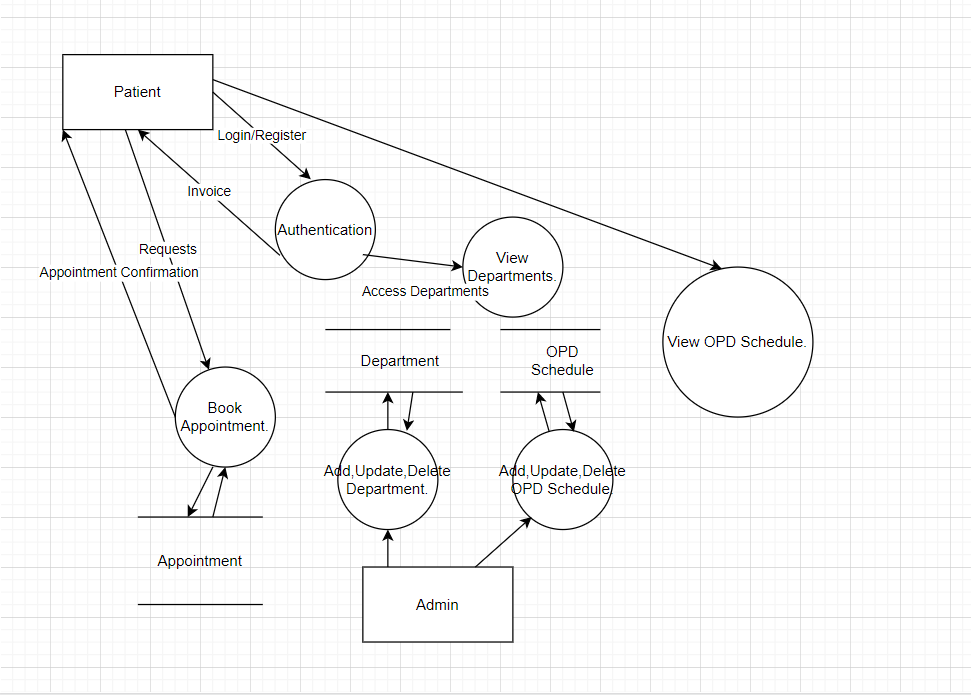 Patient
Login/Register
Invoice
Authentication
Requests
Appointment Confirmation
View
Departments.
Access Departments
View OPD Schedule.
Department
OPD
Schedule
Book
Appointment.
Add,Update,Delete
Department.
Add,Update,Delete
OPD Schedule.
Appointment
Admin